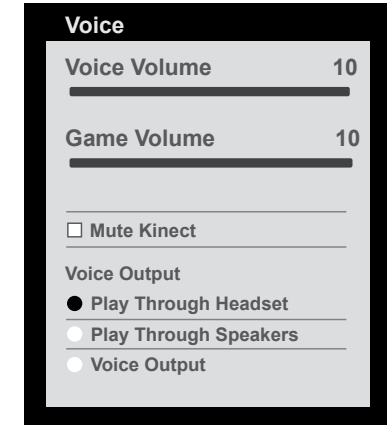 Voice
Voice Volume 10
Game Volume 10
Mute Kinect
Voice Output
Play Through Headset
Play Through Speakers
Voice Output